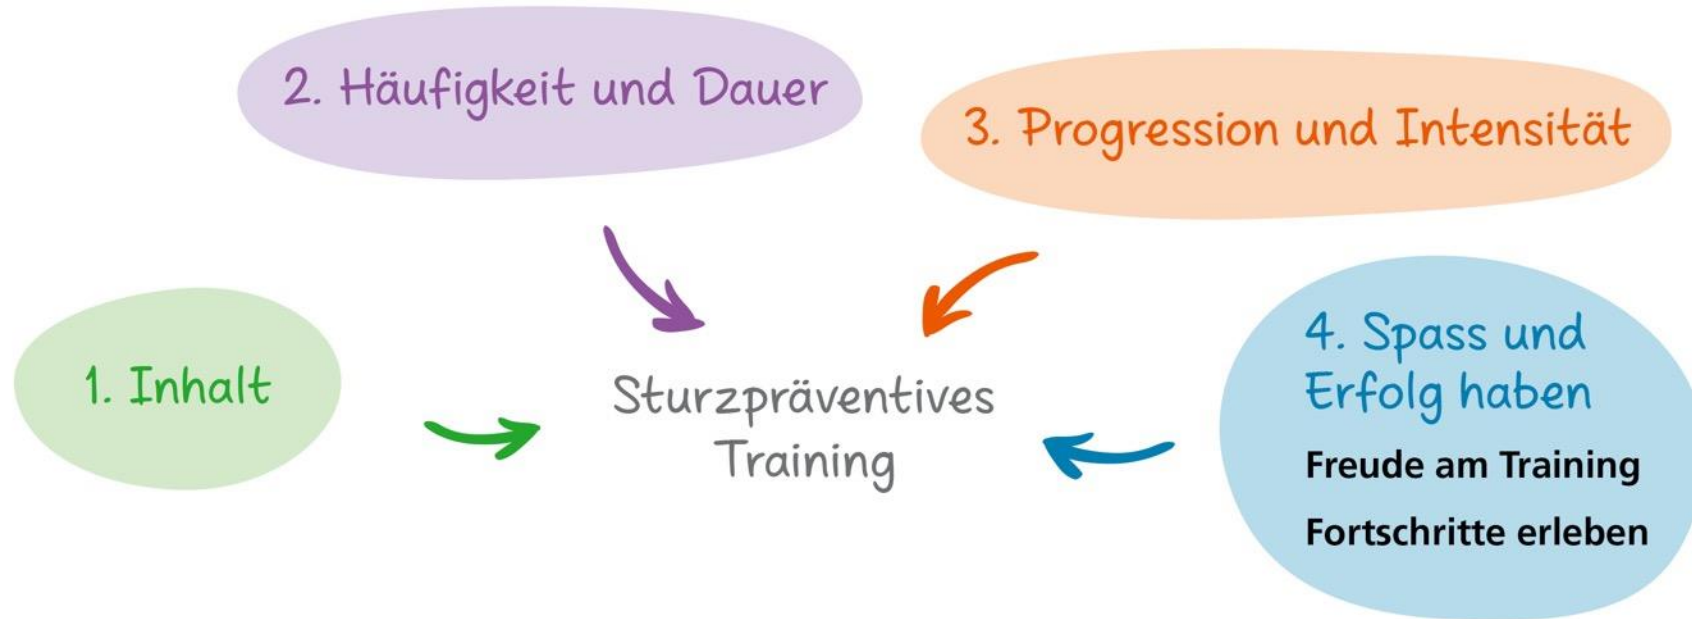 2. Häufigkeit und Dauer
3. Progression und Intensität
1. Inhalt
Sturzpräventives
Training
4. Spass und
Erfolg haben
Freude am Training
Fortschritte erleben